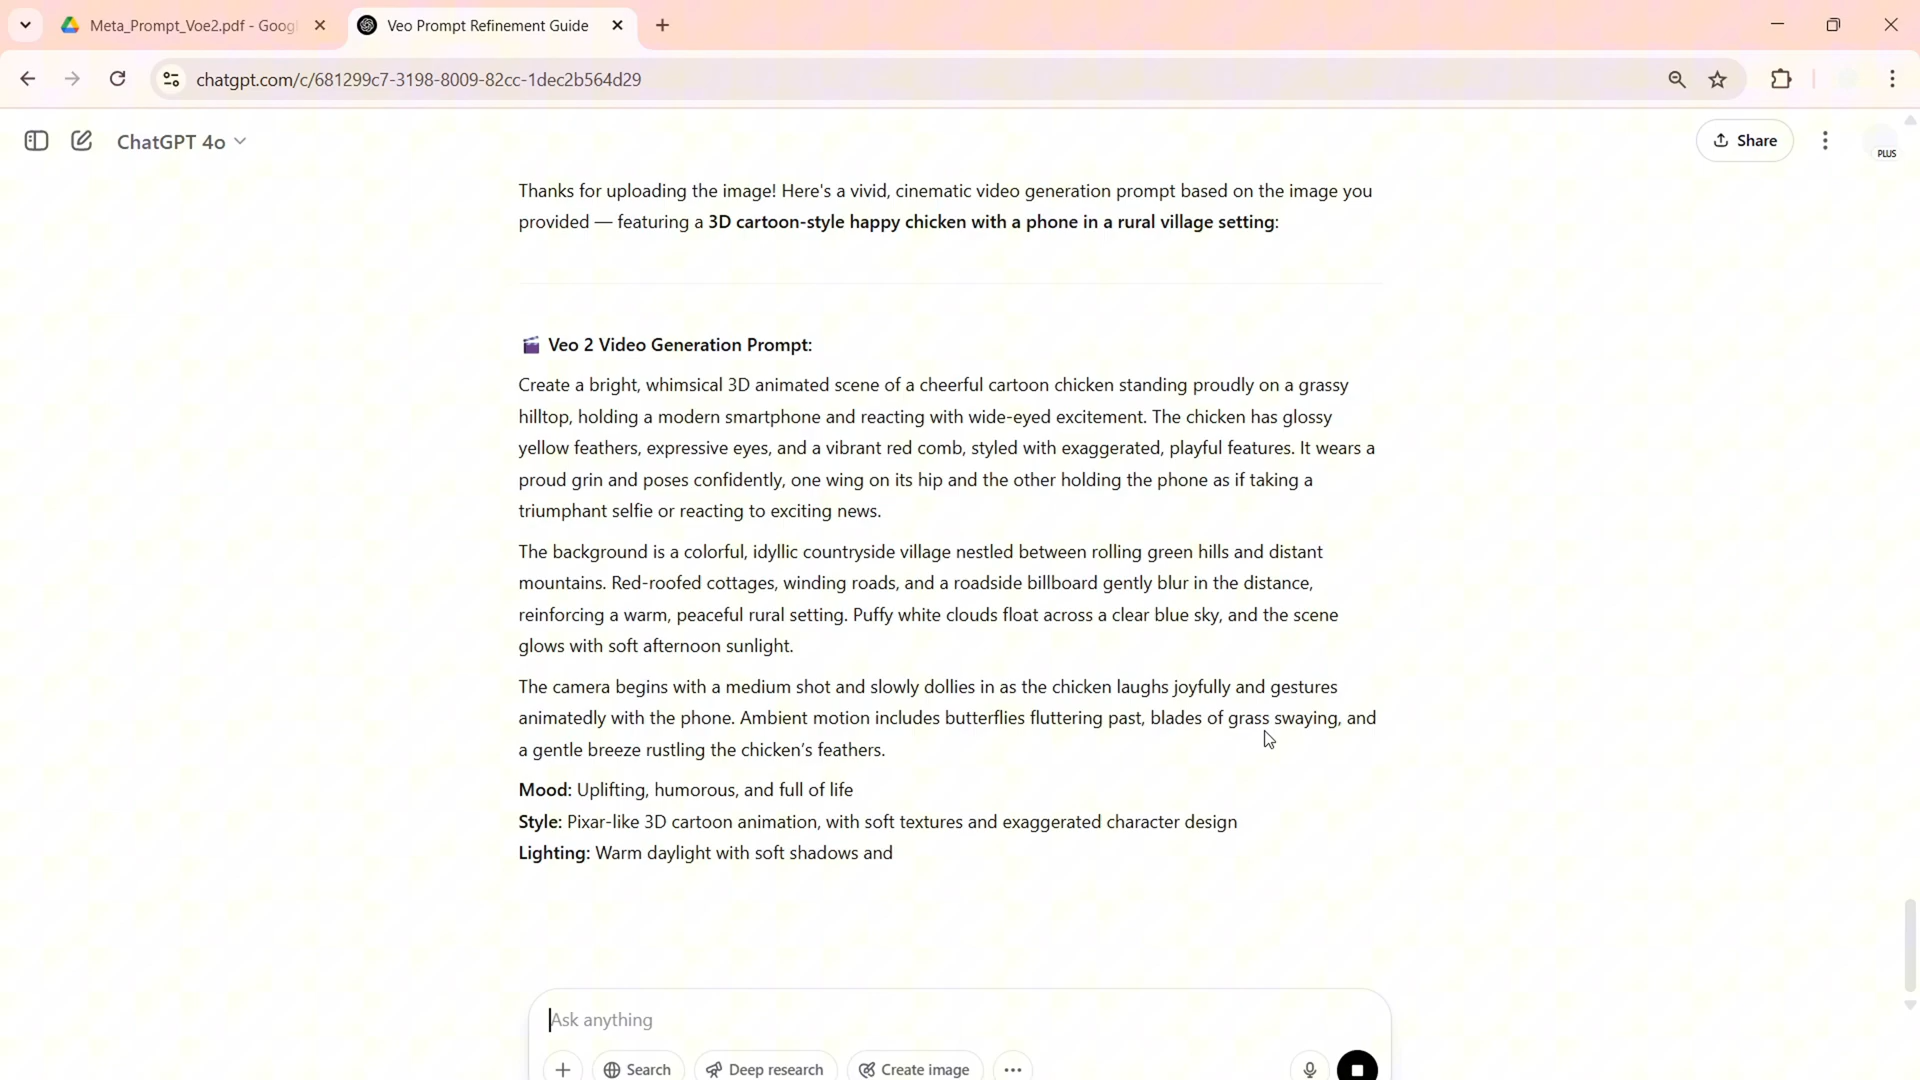 Meta_Prompt_Voe2.pdf - Goog
Veo Prompt Refinement Guide
chatgpt.com/c/681299c7-3198-8009-82cc-1dec2b564d29
ChatGPT 4o
Share
PLUS
Thanks for uploading the image! Here's a vivid, cinematic video generation prompt based on the image you
provided — featuring a 3D cartoon-style happy chicken with a phone in a rural village setting:
Veo 2 Video Generation Prompt:
Create a bright, whimsical 3D animated scene of a cheerful cartoon chicken standing proudly on a grassy
hilltop, holding a modern smartphone and reacting with wide-eyed excitement. The chicken has glossy
yellow feathers, expressive eyes, and a vibrant red comb, styled with exaggerated, playful features. It wears a
proud grin and poses confidently, one wing on its hip and the other holding the phone as if taking a
triumphant selfie or reacting to exciting news.
The background is a colorful, idyllic countryside village nestled between rolling green hills and distant
mountains. Red-roofed cottages, winding roads, and a roadside billboard gently blur in the distance,
reinforcing a warm, peaceful rural setting. Puffy white clouds float across a clear blue sky, and the scene
glows with soft afternoon sunlight.
The camera begins with a medium shot and slowly dollies in as the chicken laughs joyfully and gestures
animatedly with the phone. Ambient motion includes butterflies fluttering past, blades of grass swaying, and
a gentle breeze rustling the chicken's feathers.
Mood: Uplifting, humorous, and full of life
Style: Pixar-like 3D cartoon animation, with soft textures and exaggerated character design
Lighting: Warm daylight with soft shadows and
Ask anything
Search
Deep research
Create image